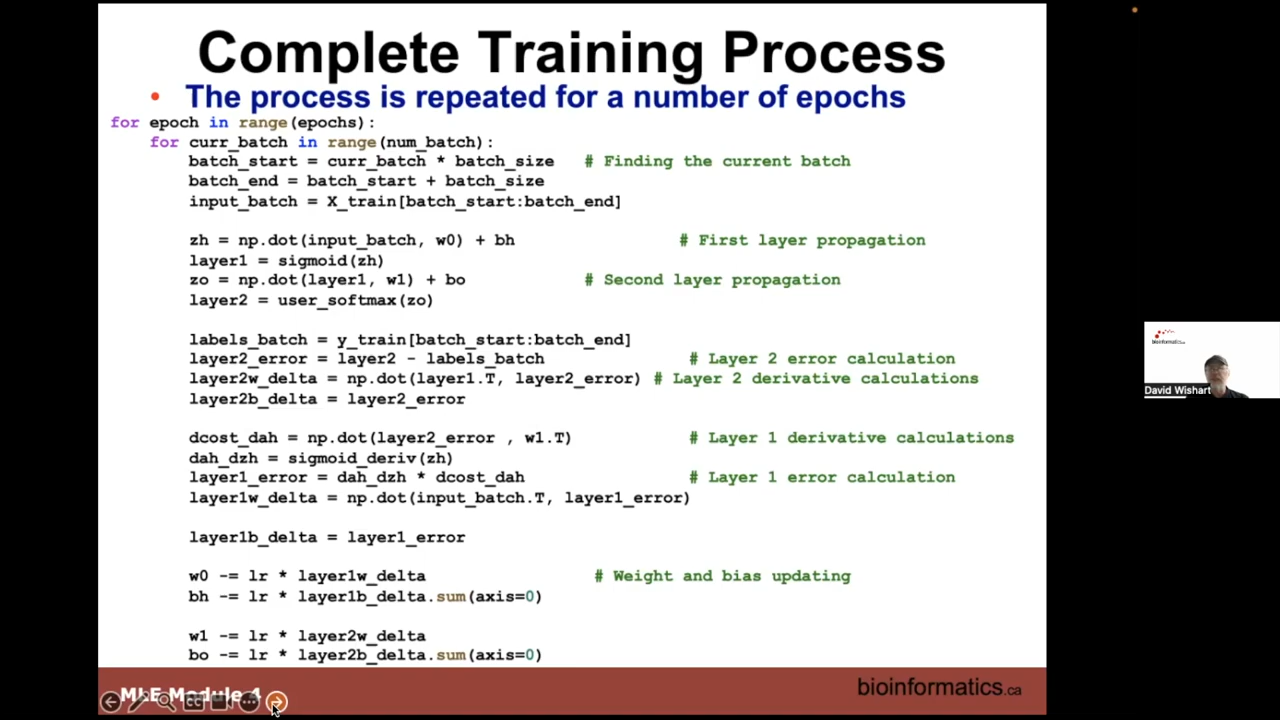 Complete Training Process
• The process is repeated for a number of epochs
for epoch in range(epochs):
    for curr_batch in range(num_batch):
        batch_start = curr_batch * batch_size   # Finding the current batch
        batch_end = batch_start + batch_size
        input_batch = X_train[batch_start:batch_end]

        zh = np.dot(input_batch, w0) + bh   # First layer propagation
        layer1 = sigmoid(zh)
        zo = np.dot(layer1, w1) + bo   # Second layer propagation
        layer2 = user_softmax(zo)

        labels_batch = y_train[batch_start:batch_end]
        layer2_error = layer2 - labels_batch   # Layer 2 error calculation
        layer2w_delta = np.dot(layer1.T, layer2_error) # Layer 2 derivative calculations
        layer2b_delta = layer2_error

        dcost_dah = np.dot(layer2_error , w1.T)   # Layer 1 derivative calculations
        dah_dzh = sigmoid_deriv(zh)
        layer1_error = dah_dzh * dcost_dah   # Layer 1 error calculation
        layer1w_delta = np.dot(input_batch.T, layer1_error)

        layer1b_delta = layer1_error

        w0 -= lr * layer1w_delta   # Weight and bias updating
        bh -= lr * layer1b_delta.sum(axis=0)

        w1 -= lr * layer2w_delta
        bo -= lr * layer2b_delta.sum(axis=0)
MLE Module 4
bioinformatics.ca
bioinformatics.ca
David Wishart